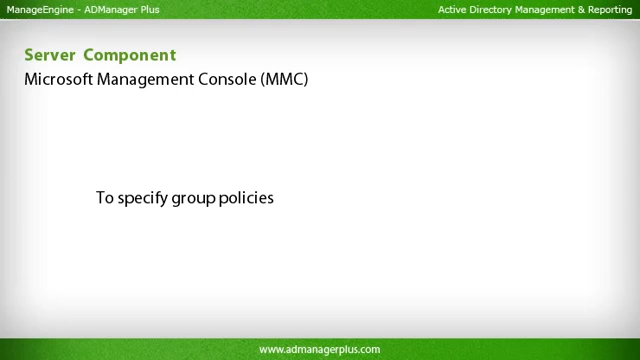 ManageEngine - ADManager Plus
Active Directory Management & Reporting
Server Component
Microsoft Management Console (MMC)
To specify group policies
www.admanagerplus.com